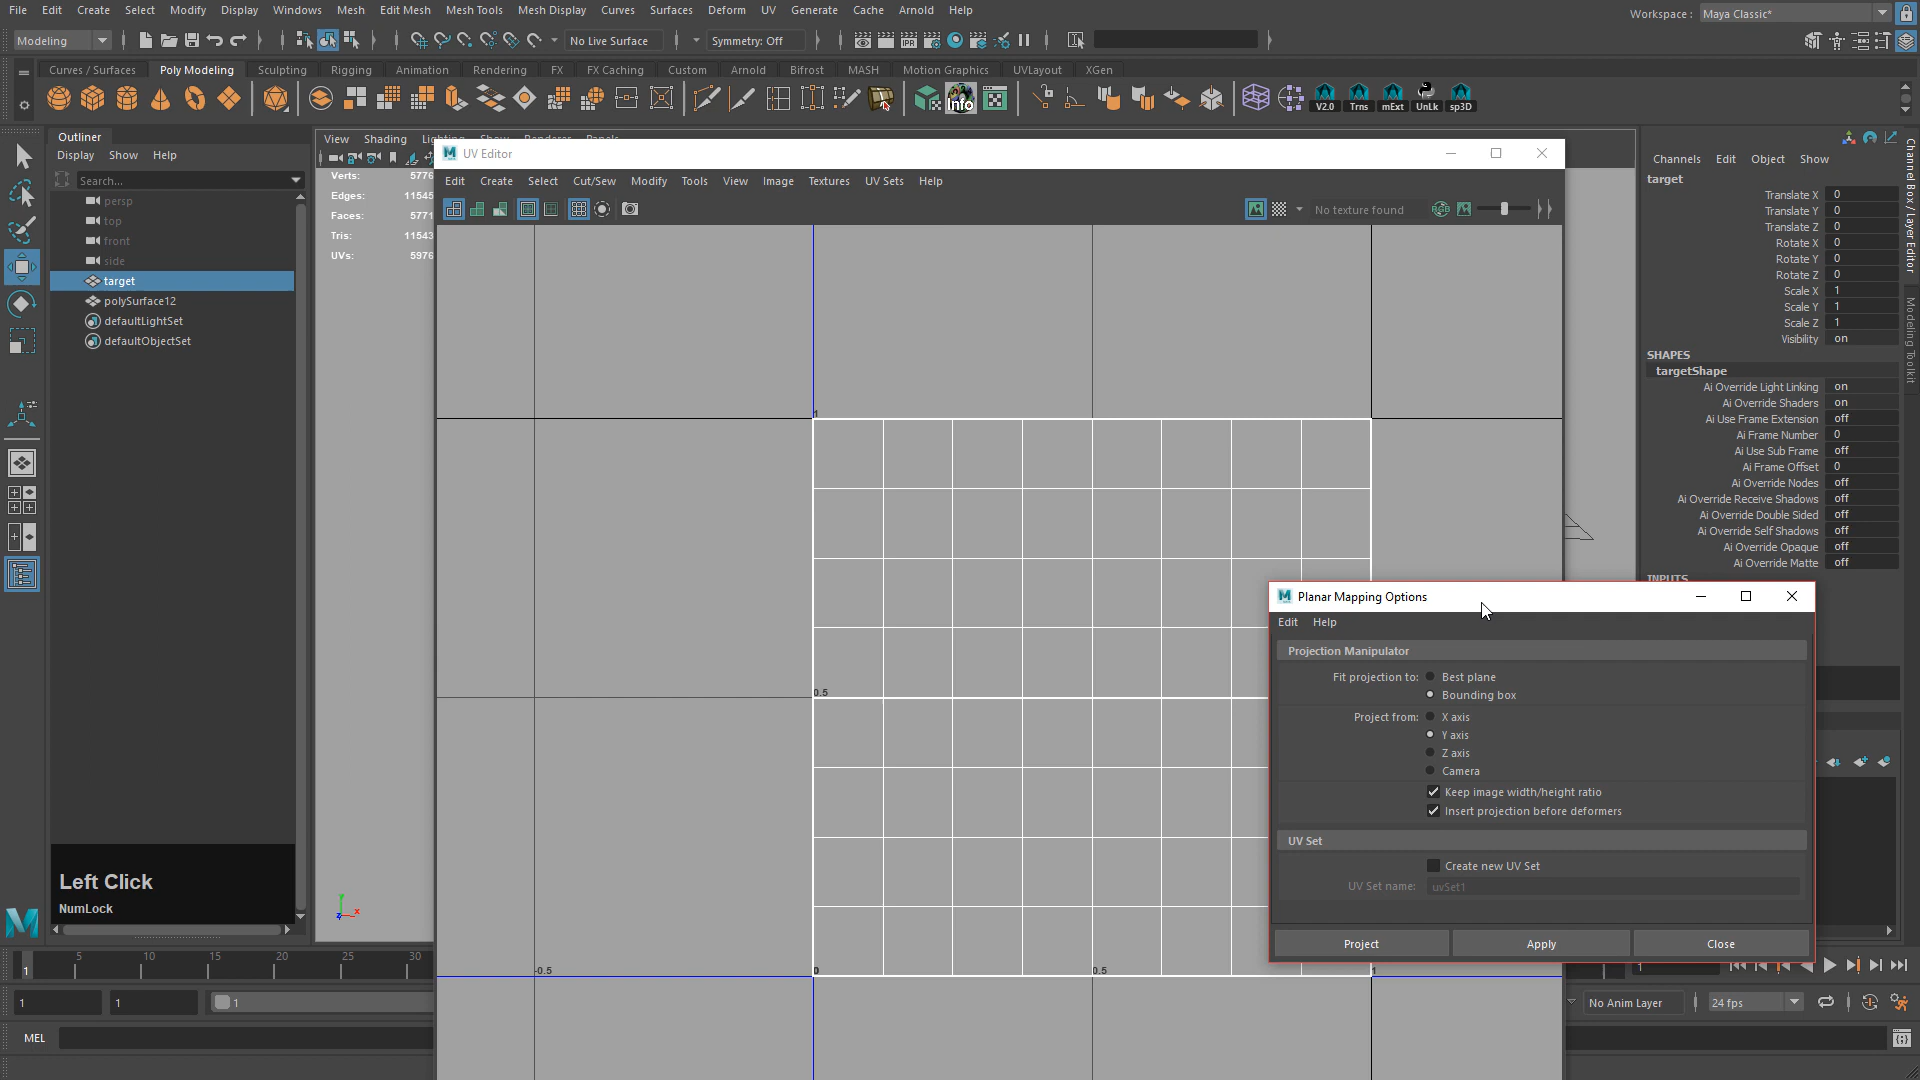 File Edit Create Select Modify Display Windows Mesh Edit Mesh Mesh Tools Mesh Display Curves Surfaces Deform UV Generate Cache Arnold Help
Workspace : Maya Classic*
Modeling No Live Surface Symmetry: Off
Curves / Surfaces Poly Modeling Sculpting Rigging Animation Rendering FX FX Caching Custom Arnold Bifrost MASH Motion Graphics UVLayout XGen
Info V2.0 Trns mExt UnLk sp3D
Outliner
Display Show Help
Search...
persp
top
front
side
target
polySurface12
defaultLightSet
defaultObjectSet
Left Click
NumLock
View Shading
Verts: 5776
Edges: 11545
Faces: 5771
Tris: 11543
UVs: 5976
UV Editor
Edit Create Select Cut/Sew Modify Tools View Image Textures UV Sets Help
No texture found
RGB
1
0.5
-0.5 0 0.5 1
Planar Mapping Options
Edit Help
Projection Manipulator
Fit projection to: Best plane
Bounding box
Project from: X axis
Y axis
Z axis
Camera
Keep image width/height ratio
Insert projection before deformers
UV Set
Create new UV Set
UV Set name: uvSet1
Project Apply Close
Channels Edit Object Show
target
Translate X 0
Translate Y 0
Translate Z 0
Rotate X 0
Rotate Y 0
Rotate Z 0
Scale X 1
Scale Y 1
Scale Z 1
Visibility on
SHAPES
targetShape
Ai Override Light Linking on
Ai Override Shaders on
Ai Use Frame Extension off
Ai Frame Number 0
Ai Use Sub Frame off
Ai Frame Offset 0
Ai Override Nodes off
Ai Override Receive Shadows off
Ai Override Double Sided off
Ai Override Self Shadows off
Ai Override Opaque off
Ai Override Matte off
INPUTS
Channel Box / Layer Editor
Modeling Toolkit
1 5 10 15 20 25 30
1
1 1 1
No Anim Layer 24 fps
MEL